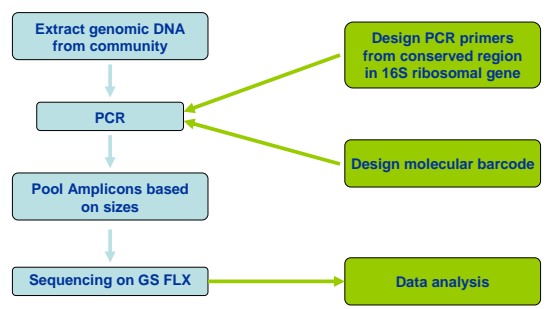 Extract genomic DNA
from community
Design PCR primers
from conserved region
in 16S ribosomal gene
PCR
Design molecular barcode
Pool Amplicons based
on sizes
Sequencing on GS FLX
Data analysis